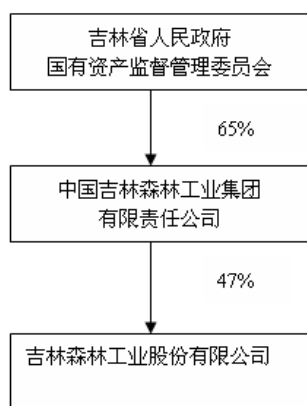 吉林省人民政府
国有资产监督管理委员会
65%
中国吉林森林工业集团
有限责任公司
47%
吉林森林工业股份有限公司